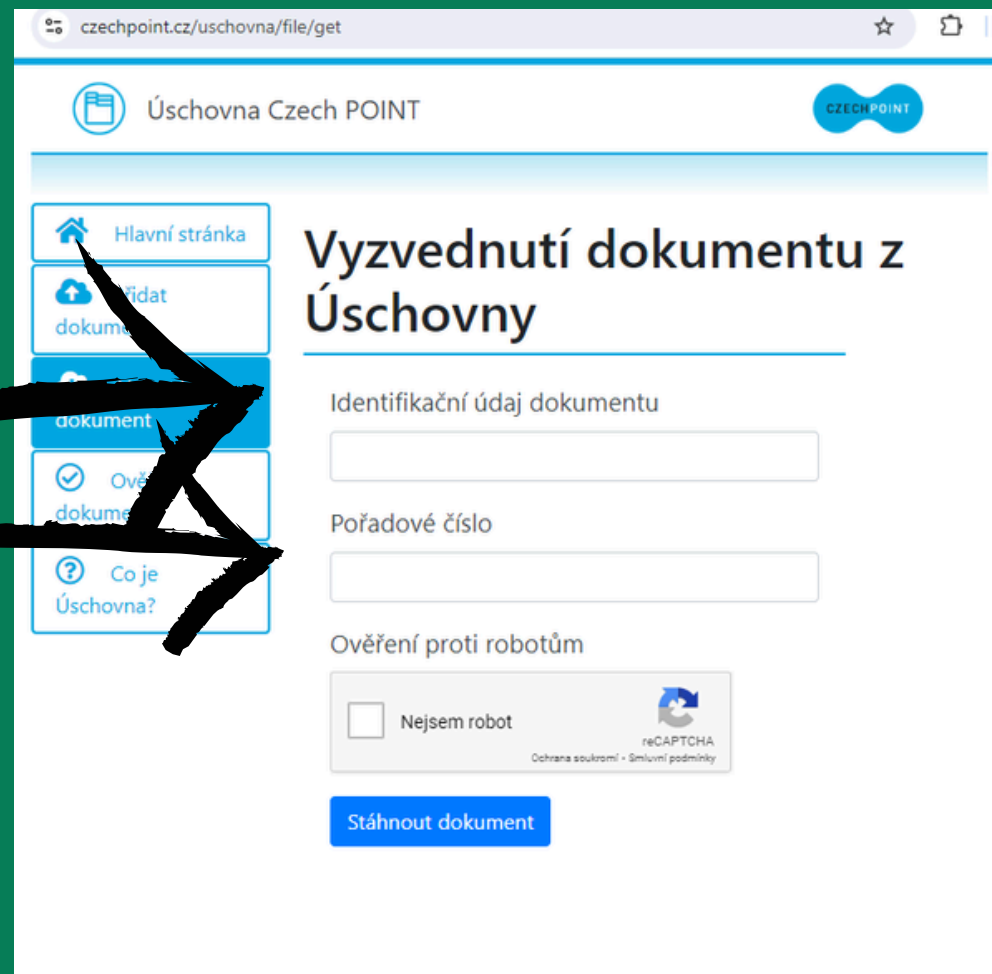 czechpoint.cz/uschovna/file/get
Úschovna Czech POINT
CZECHPOINT
Hlavní stránka
dokument
Co je
Úschovna?
Vyzvednutí dokumentu z
Úschovny
Identifikační údaj dokumentu
Pořadové číslo
Ověření proti robotům
Nejsem robot
reCAPTCHA
Ochrana soukromí - Smluvní podmínky
Stáhnout dokument